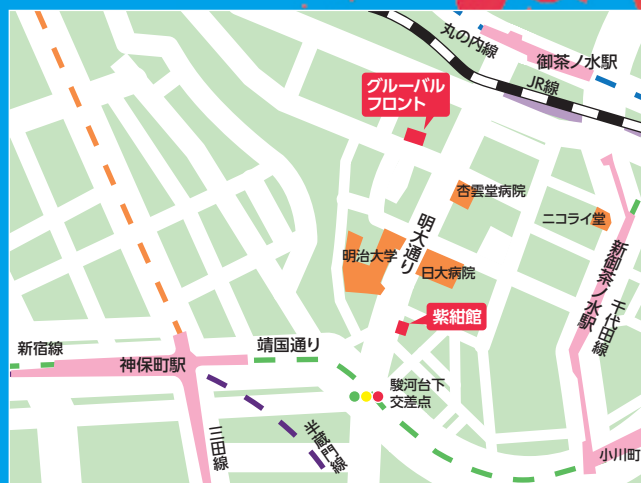 丸の内線
御茶ノ水駅
JR線
グルーバル
フロント
杏雲堂病院
ニコライ堂
明大通り
明治大学
日大病院
新御茶ノ水駅
千代田線
紫紺館
新宿線
神保町駅
靖国通り
駿河台下
交差点
三田線
半蔵門線
小川町